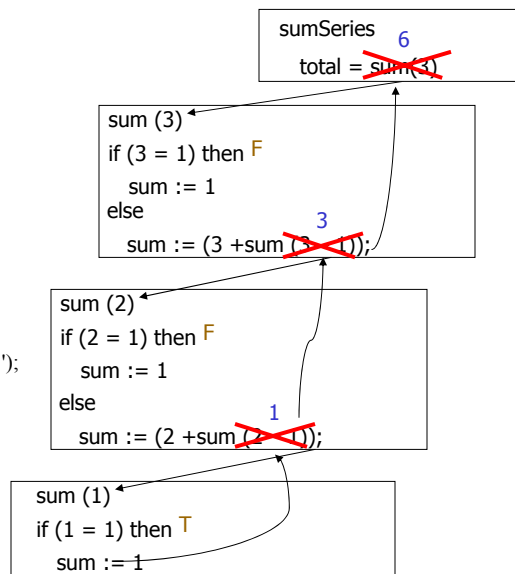 sumSeries
6
total = sum(3)
sum (3)
if (3 = 1) then F
sum := 1
else
3
sum := (3 +sum (3 - 1));
sum (2)
if (2 = 1) then F
');
sum := 1
else
1
sum := (2 +sum (2 - 1));
sum (1)
if (1 = 1) then T
sum := 1